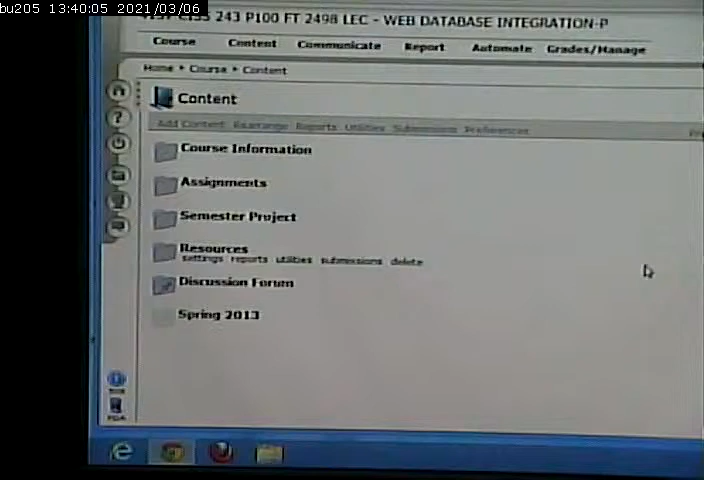 bu205 13:40:05 2021/03/06
243 P100 FT 2498 LEC - WEB DATABASE INTEGRATION-P
Course Content Communicate Report Automate Grades/Manage
Home ▸ Course ▸ Content
Content
Add Content Rearrange Reports Utilities Submissions Preferences
Course Information
Assignments
Semester Project
Resources
settings reports utilities submissions delete
Discussion Forum
Spring 2013
PDA